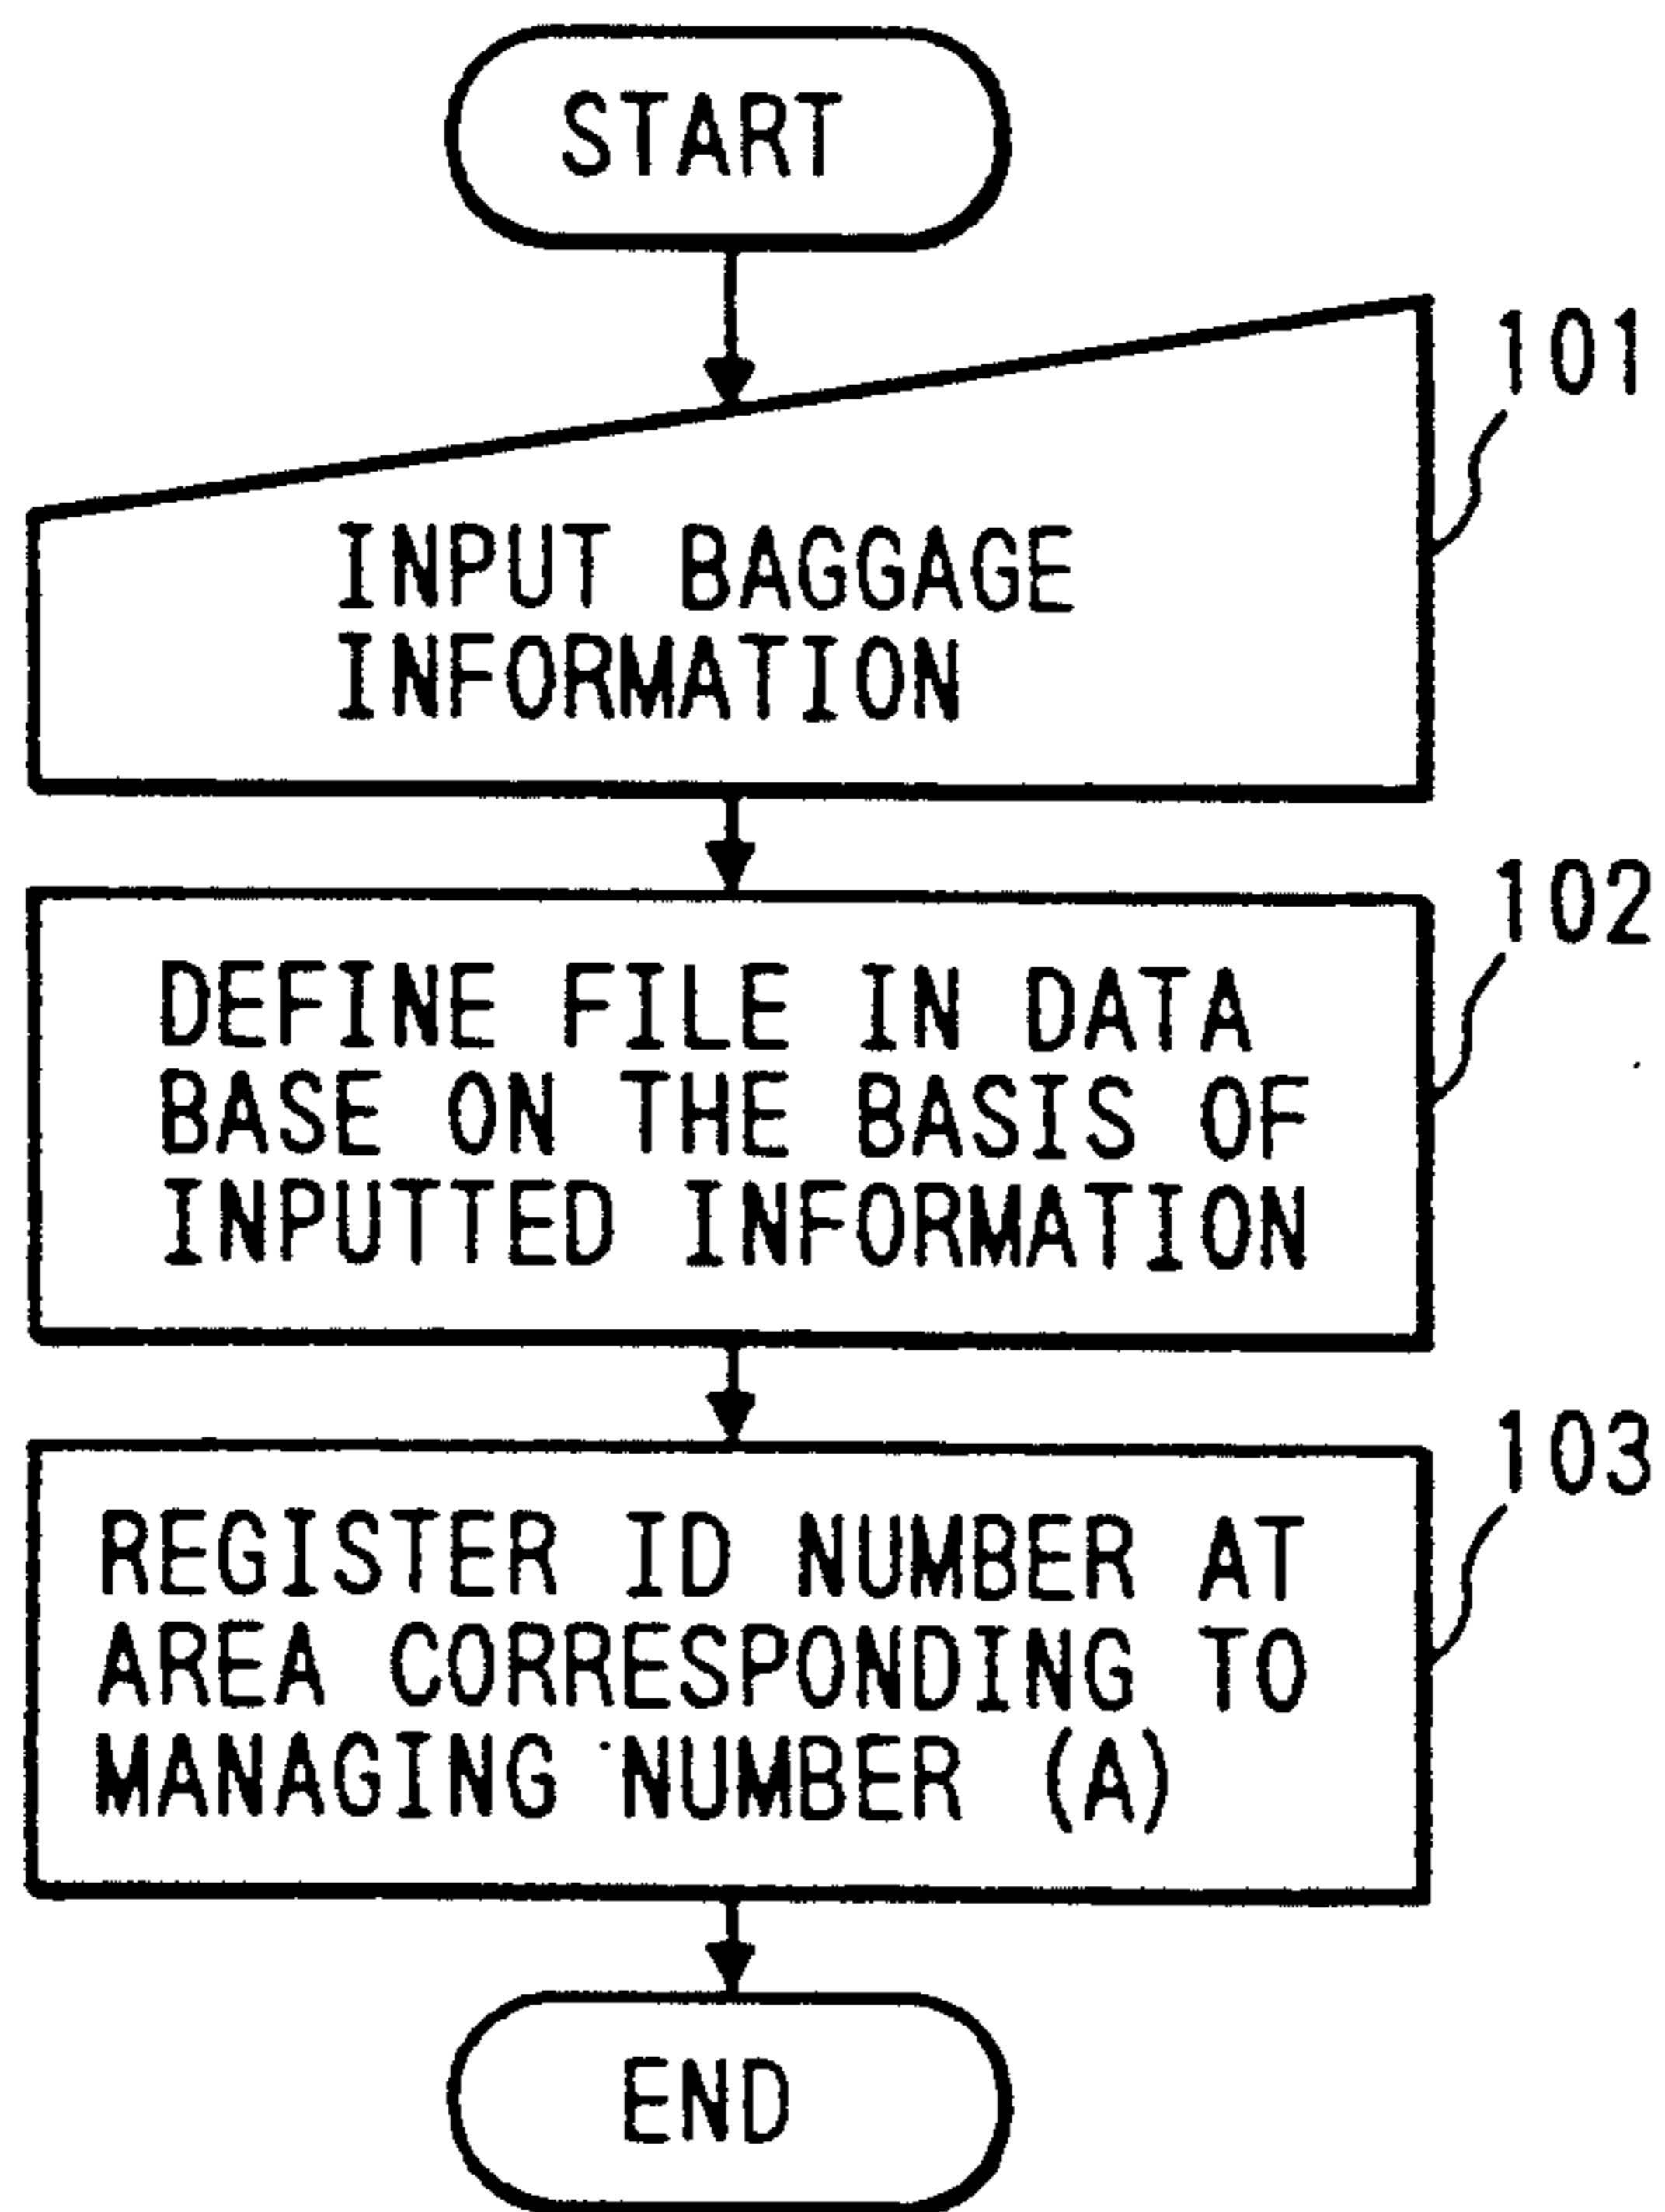 START
101
INPUT BAGGAGE
INFORMATION
102
DEFINE FILE IN DATA
BASE ON THE BASIS OF
INPUTTED INFORMATION
103
REGISTER ID NUMBER AT
AREA CORRESPONDING TO
MANAGING NUMBER (A)
END